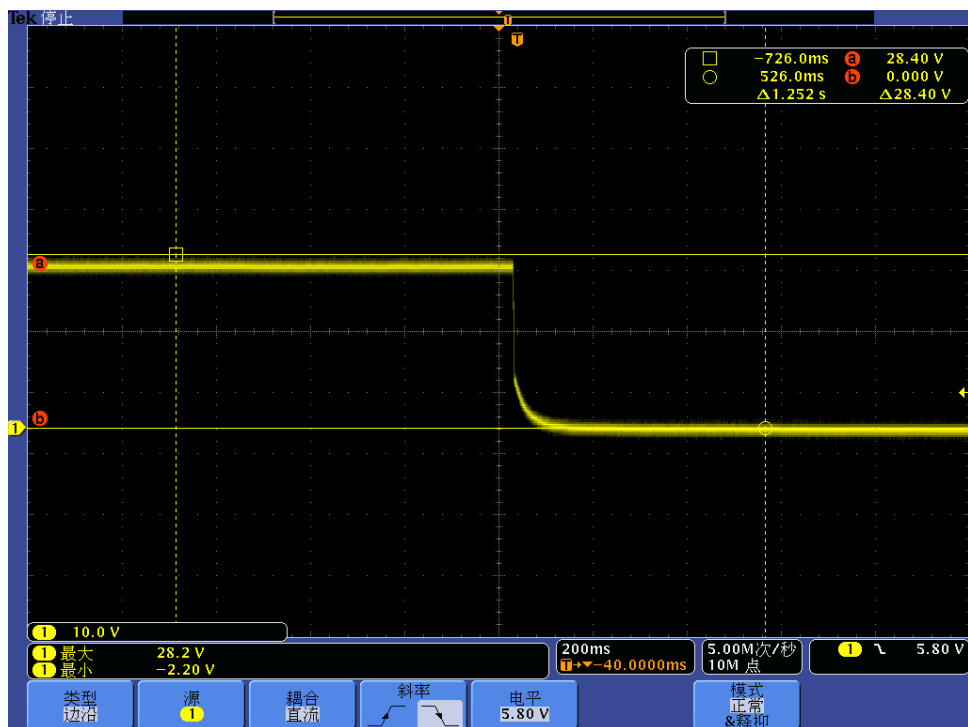 Tek 停止
T
T
−726.0ms a 28.40 V
526.0ms b 0.000 V
Δ1.252 s Δ28.40 V
a
b
1
1 10.0 V
1 最大 28.2 V
1 最小 −2.20 V
200ms
T→▼−40.0000ms
5.00M次/秒
10M 点
1 5.80 V
类型
边沿
源
1
耦合
直流
斜率
电平
5.80 V
模式
正常
&释抑